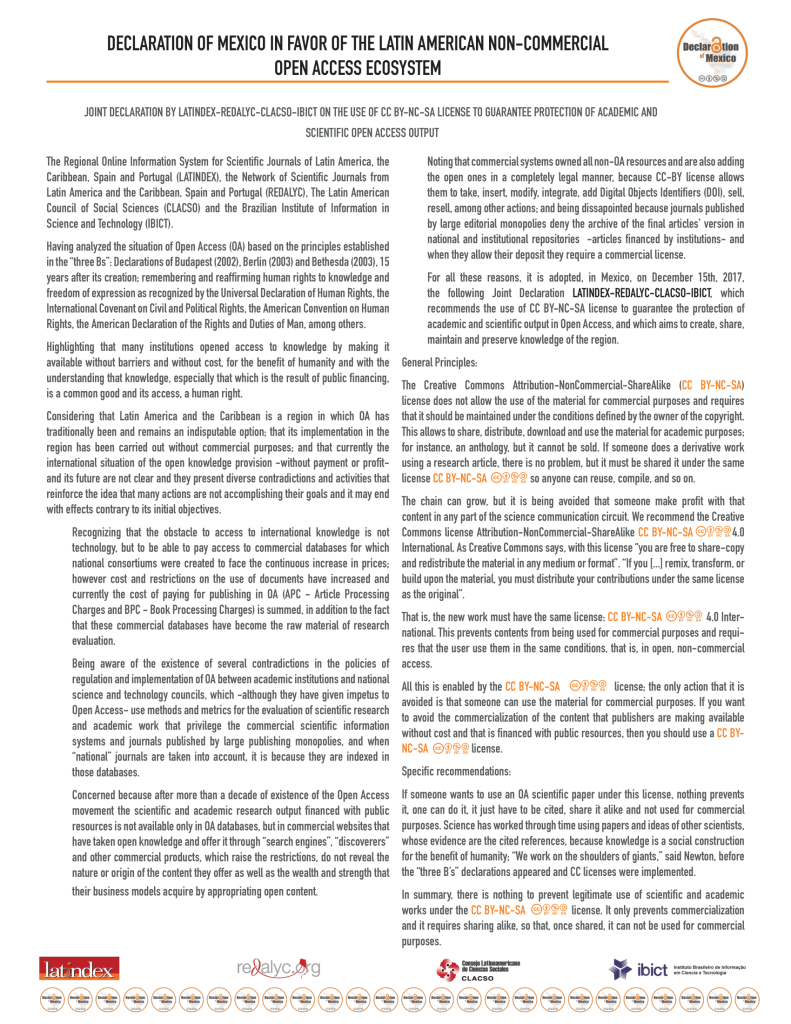 DECLARATION OF MEXICO IN FAVOR OF THE LATIN AMERICAN NON-COMMERCIAL
OPEN ACCESS ECOSYSTEM
Declaration
of Mexico
JOINT DECLARATION BY LATINDEX-REDALYC-CLACSO-IBICT ON THE USE OF CC BY-NC-SA LICENSE TO GUARANTEE PROTECTION OF ACADEMIC AND
SCIENTIFIC OPEN ACCESS OUTPUT
The Regional Online Information System for Scientific Journals of Latin America, the
Caribbean, Spain and Portugal (LATINDEX), the Network of Scientific Journals from
Latin America and the Caribbean, Spain and Portugal (REDALYC), The Latin American
Council of Social Sciences (CLACSO) and the Brazilian Institute of Information in
Science and Technology (IBICT).
Having analyzed the situation of Open Access (OA) based on the principles established
in the “three Bs”: Declarations of Budapest (2002), Berlin (2003) and Bethesda (2003), 15
years after its creation; remembering and reaffirming human rights to knowledge and
freedom of expression as recognized by the Universal Declaration of Human Rights, the
International Covenant on Civil and Political Rights, the American Convention on Human
Rights, the American Declaration of the Rights and Duties of Man, among others.
Highlighting that many institutions opened access to knowledge by making it
available without barriers and without cost, for the benefit of humanity and with the
understanding that knowledge, especially that which is the result of public financing,
is a common good and its access, a human right.
Considering that Latin America and the Caribbean is a region in which OA has
traditionally been and remains an indisputable option; that its implementation in the
region has been carried out without commercial purposes; and that currently the
international situation of the open knowledge provision -without payment or profit-
and its future are not clear and they present diverse contradictions and activities that
reinforce the idea that many actions are not accomplishing their goals and it may end
with effects contrary to its initial objectives.
Recognizing that the obstacle to access to international knowledge is not
technology, but to be able to pay access to commercial databases for which
national consortiums were created to face the continuous increase in prices;
however cost and restrictions on the use of documents have increased and
currently the cost of paying for publishing in OA (APC - Article Processing
Charges and BPC - Book Processing Charges) is summed, in addition to the fact
that these commercial databases have become the raw material of research
evaluation.
Being aware of the existence of several contradictions in the policies of
regulation and implementation of OA between academic institutions and national
science and technology councils, which -although they have given impetus to
Open Access- use methods and metrics for the evaluation of scientific research
and academic work that privilege the commercial scientific information
systems and journals published by large publishing monopolies, and when
“national” journals are taken into account, it is because they are indexed in
those databases.
Concerned because after more than a decade of existence of the Open Access
movement the scientific and academic research output financed with public
resources is not available only in OA databases, but in commercial websites that
have taken open knowledge and offer it through “search engines”, “discoverers”
and other commercial products, which raise the restrictions, do not reveal the
nature or origin of the content they offer as well as the wealth and strength that
their business models acquire by appropriating open content.
Noting that commercial systems owned all non-OA resources and are also adding
the open ones in a completely legal manner, because CC-BY license allows
them to take, insert, modify, integrate, add Digital Objects Identifiers (DOI), sell,
resell, among other actions; and being dissapointed because journals published
by large editorial monopolies deny the archive of the final articles’ version in
national and institutional repositories -articles financed by institutions- and
when they allow their deposit they require a commercial license.
For all these reasons, it is adopted, in Mexico, on December 15th, 2017,
the following Joint Declaration LATINDEX-REDALYC-CLACSO-IBICT, which
recommends the use of CC BY-NC-SA license to guarantee the protection of
academic and scientific output in Open Access, and which aims to create, share,
maintain and preserve knowledge of the region.
General Principles:
The Creative Commons Attribution-NonCommercial-ShareAlike (CC BY-NC-SA)
license does not allow the use of the material for commercial purposes and requires
that it should be maintained under the conditions defined by the owner of the copyright.
This allows to share, distribute, download and use the material for academic purposes;
for instance, an anthology, but it cannot be sold. If someone does a derivative work
using a research article, there is no problem, but it must be shared it under the same
license CC BY-NC-SA so anyone can reuse, compile, and so on.
The chain can grow, but it is being avoided that someone make profit with that
content in any part of the science communication circuit. We recommend the Creative
Commons license Attribution-NonCommercial-ShareAlike CC BY-NC-SA 4.0
International. As Creative Commons says, with this license “you are free to share-copy
and redistribute the material in any medium or format”. “If you [...] remix, transform, or
build upon the material, you must distribute your contributions under the same license
as the original”.
That is, the new work must have the same license: CC BY-NC-SA 4.0 Inter-
national. This prevents contents from being used for commercial purposes and requi-
res that the user use them in the same conditions, that is, in open, non-commercial
access.
All this is enabled by the CC BY-NC-SA license; the only action that it is
avoided is that someone can use the material for commercial purposes. If you want
to avoid the commercialization of the content that publishers are making available
without cost and that is financed with public resources, then you should use a CC BY-
NC-SA license.
Specific recommendations:
If someone wants to use an OA scientific paper under this license, nothing prevents
it, one can do it, it just have to be cited, share it alike and not used for commercial
purposes. Science has worked through time using papers and ideas of other scientists,
whose evidence are the cited references, because knowledge is a social construction
for the benefit of humanity; “We work on the shoulders of giants,” said Newton, before
the “three B’s” declarations appeared and CC licenses were implemented.
In summary, there is nothing to prevent legitimate use of scientific and academic
works under the CC BY-NC-SA license. It only prevents commercialization
and it requires sharing alike, so that, once shared, it can not be used for commercial
purposes.
latindex
redalyc.org
Consejo Latinoamericano
de Ciencias Sociales
CLACSO
ibict
Instituto Brasileiro de Informação
em Ciência e Tecnologia